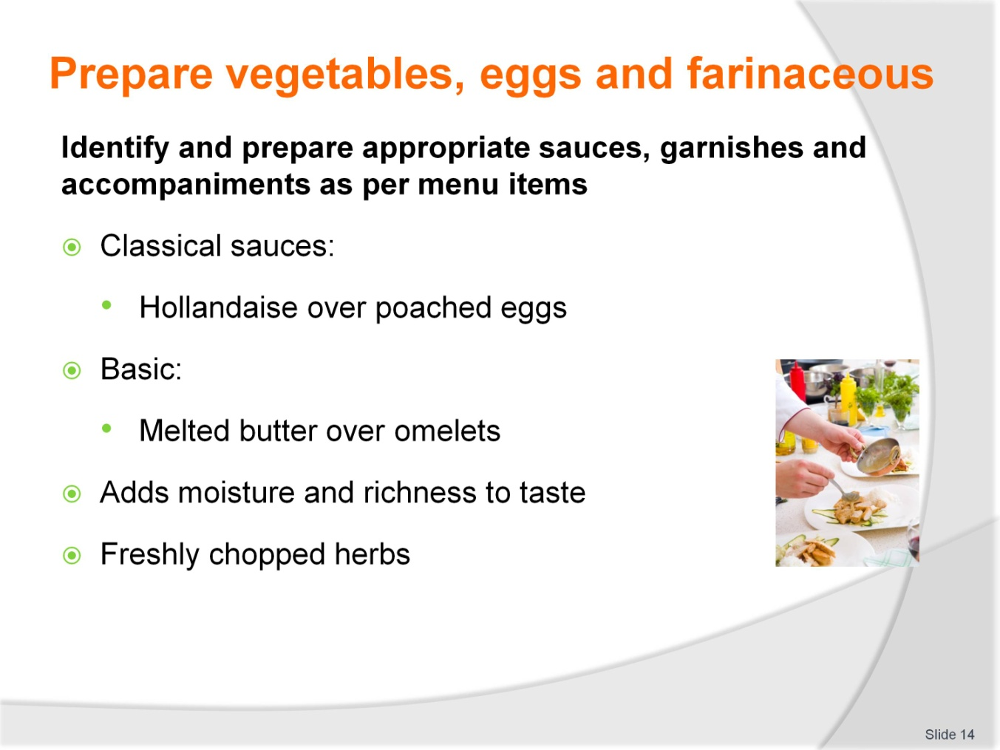 Prepare vegetables, eggs and farinaceous
Identify and prepare appropriate sauces, garnishes and
accompaniments as per menu items
Classical sauces:
Hollandaise over poached eggs
Basic:
Melted butter over omelets
Adds moisture and richness to taste
Freshly chopped herbs
Slide 14